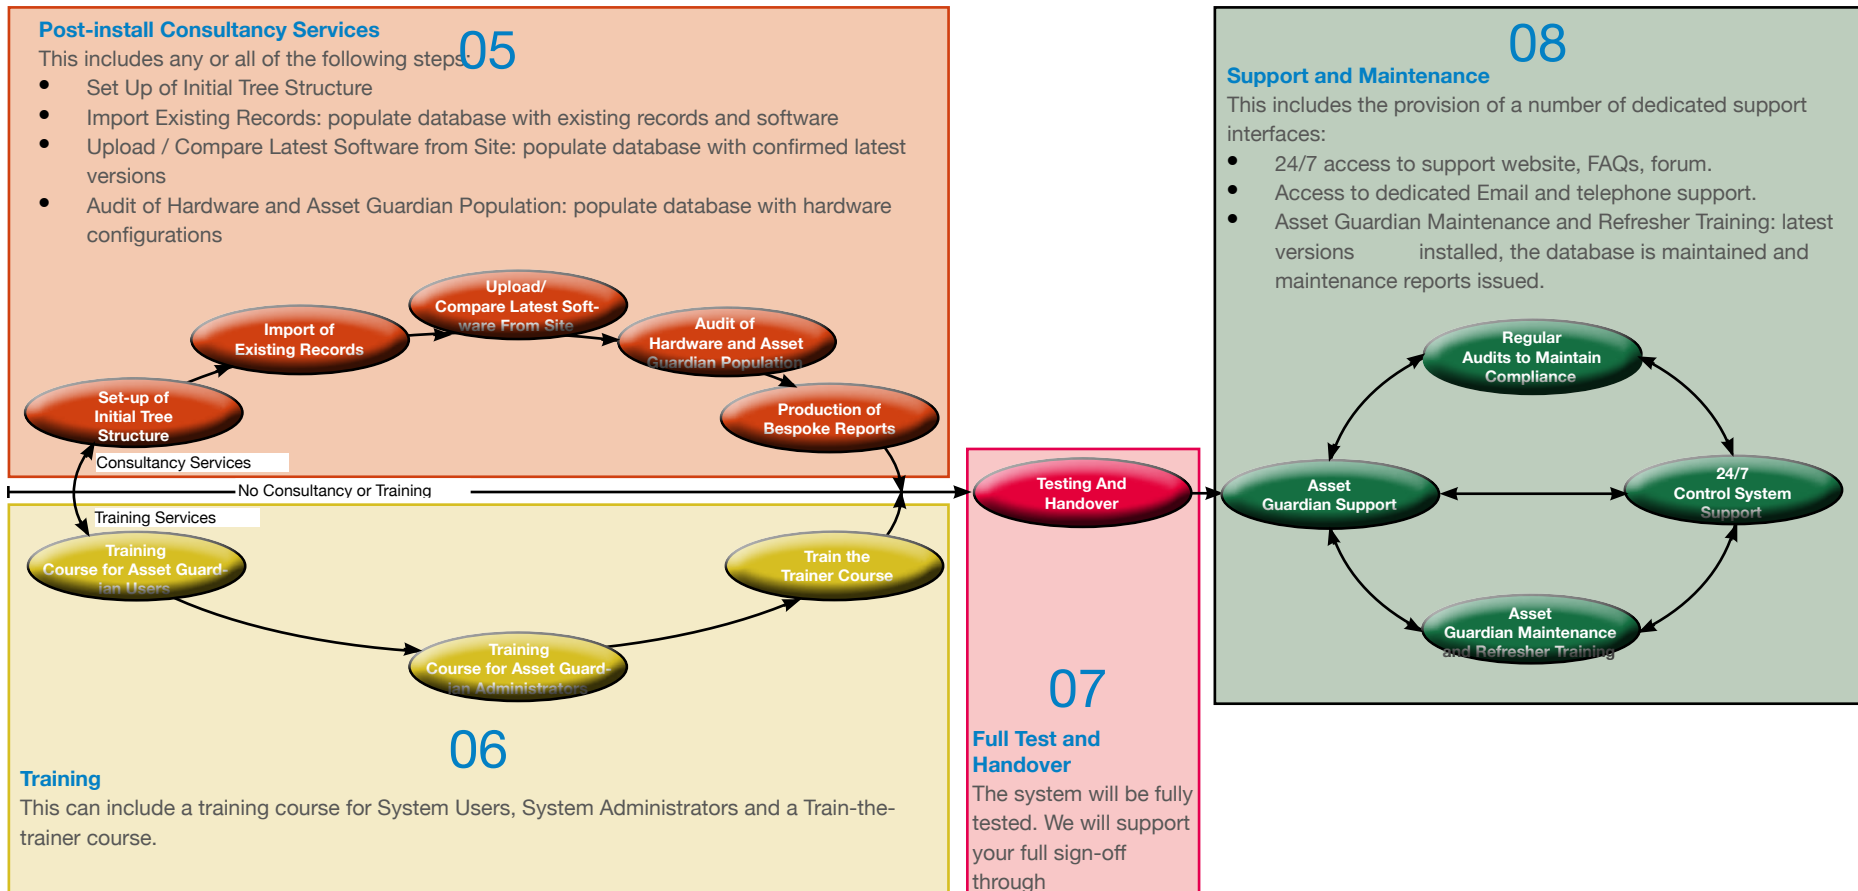 05
Post-install Consultancy Services
This includes any or all of the following steps:
• Set Up of Initial Tree Structure
• Import Existing Records: populate database with existing records and software
• Upload / Compare Latest Software from Site: populate database with confirmed latest
versions
• Audit of Hardware and Asset Guardian Population: populate database with hardware
configurations
Upload/
Compare Latest Soft-
ware From Site
Import of
Existing Records
Audit of
Hardware and Asset
Guardian Population
Set-up of
Initial Tree
Structure
Production of
Bespoke Reports
Consultancy Services
No Consultancy or Training
Training Services
Training
Course for Asset Guard-
ian Users
Train the
Trainer Course
Training
Course for Asset Guard-
ian Administrators
06
Training
This can include a training course for System Users, System Administrators and a Train-the-
trainer course.
Testing And
Handover
07
Full Test and
Handover
The system will be fully
tested. We will support
your full sign-off
through
08
Support and Maintenance
This includes the provision of a number of dedicated support
interfaces:
• 24/7 access to support website, FAQs, forum.
• Access to dedicated Email and telephone support.
• Asset Guardian Maintenance and Refresher Training: latest
versions installed, the database is maintained and
maintenance reports issued.
Regular
Audits to Maintain
Compliance
Asset
Guardian Support
24/7
Control System
Support
Asset
Guardian Maintenance
and Refresher Training